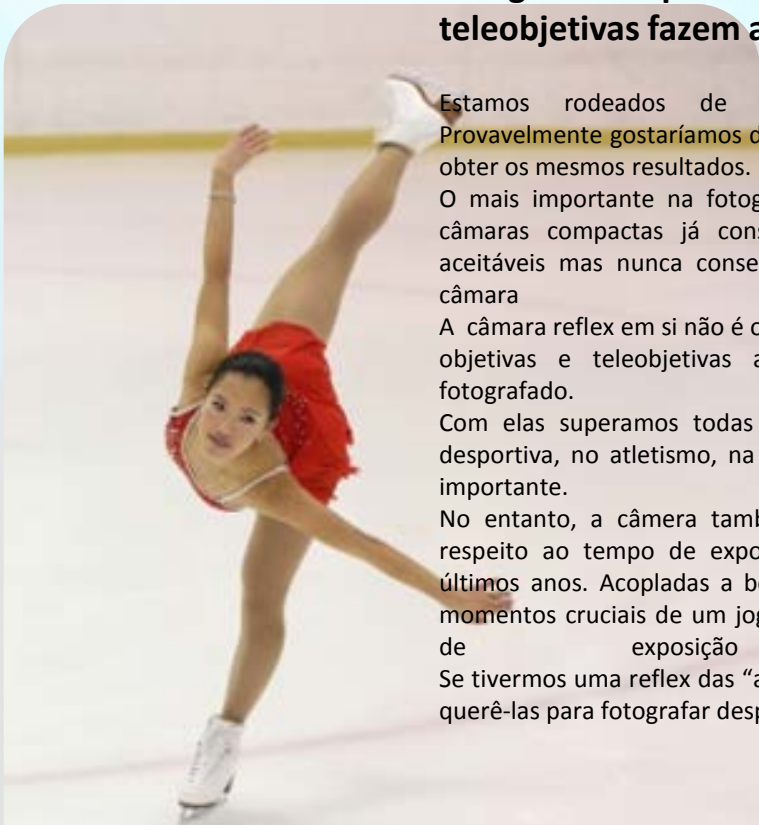 teleobjetivas fazem a
Estamos rodeados de
Provavelmente gostaríamos d
obter os mesmos resultados.
O mais importante na fotog
câmaras compactas já cons
aceitáveis mas nunca conse
câmara
A câmara reflex em si não é o
objetivas e teleobjetivas a
fotografado.
Com elas superamos todas
desportiva, no atletismo, na
importante.
No entanto, a câmera tamb
respeito ao tempo de expo
últimos anos. Acopladas a b
momentos cruciais de um jog
de exposição
Se tivermos uma reflex das “a
querê-las para fotografar desp